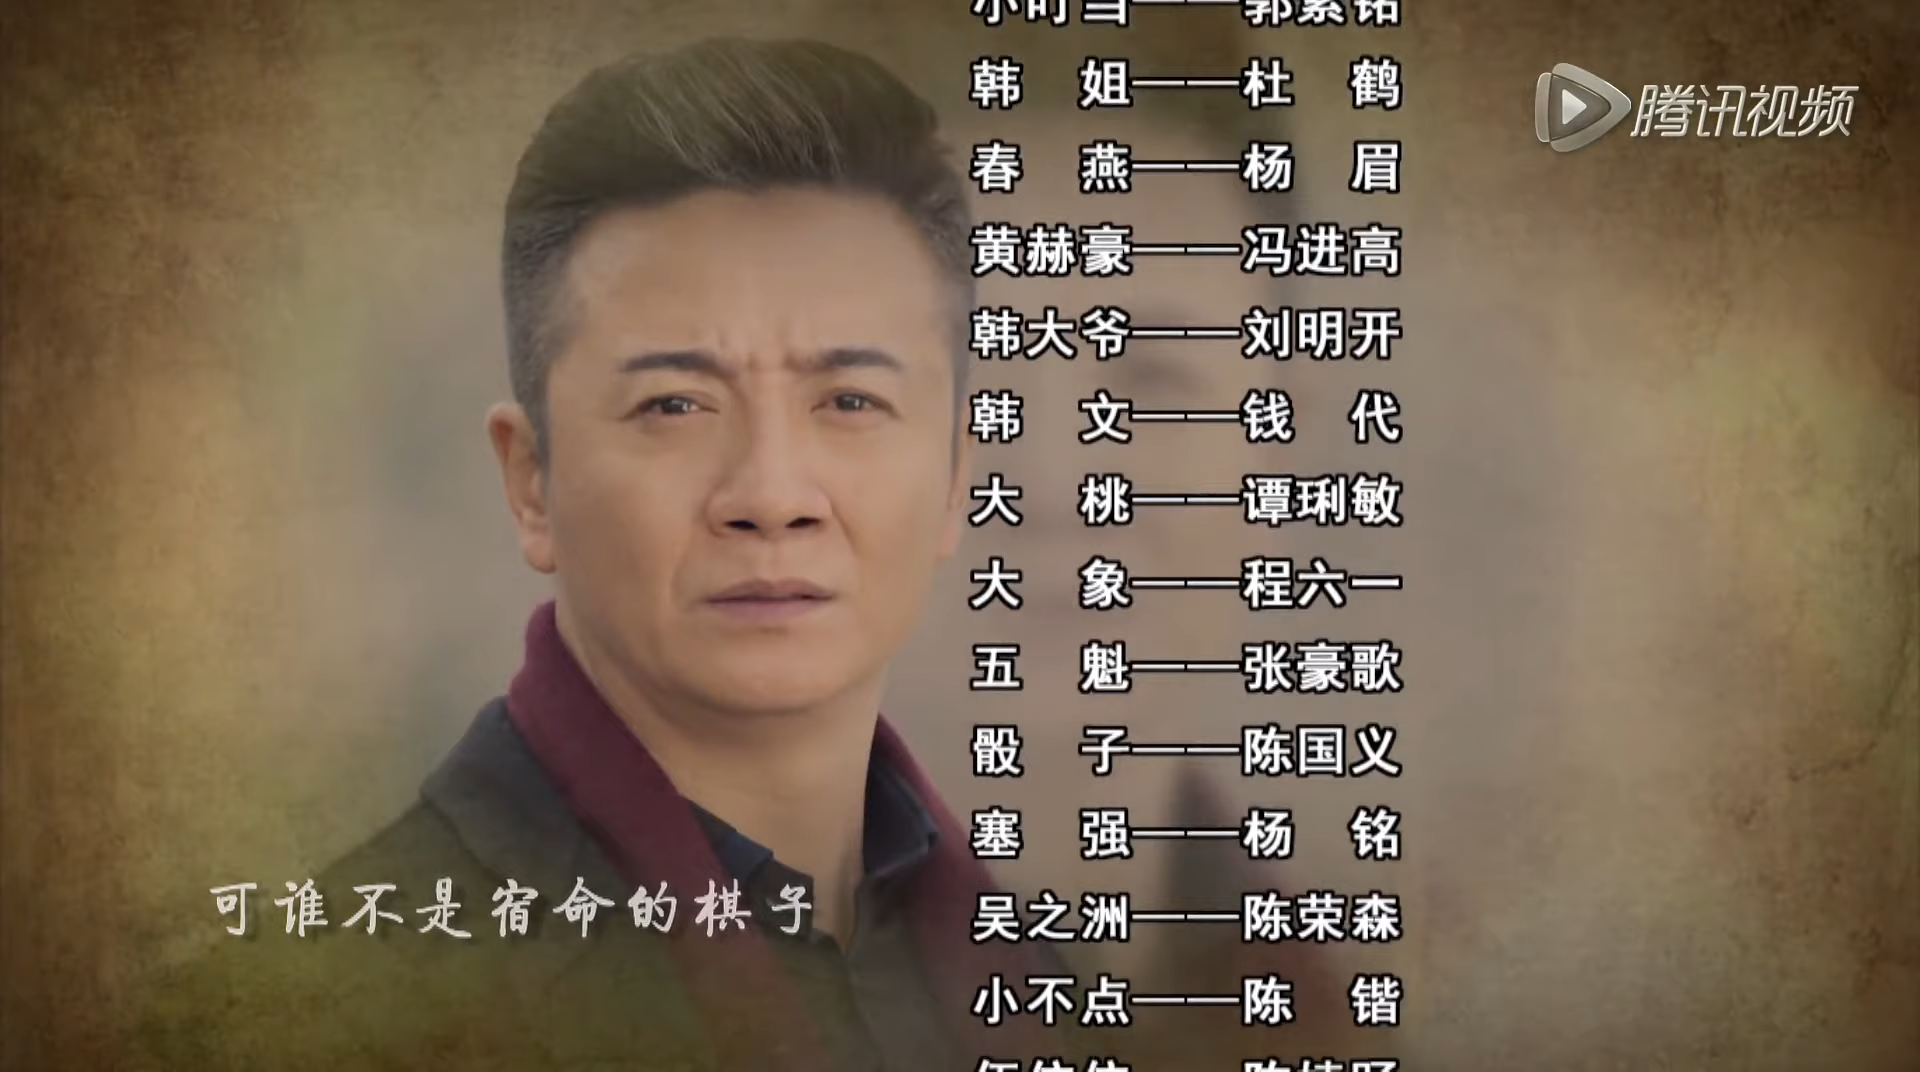 腾讯视频
韩 姐——杜 鹤
春 燕——杨 眉
黄赫豪——冯进高
韩大爷——刘明开
韩 文——钱 代
大 桃——谭琍敏
大 象——程六一
五 魁——张豪歌
骰 子——陈国义
塞 强——杨 铭
吴之洲——陈荣森
小不点——陈 锴
可谁不是宿命的棋子